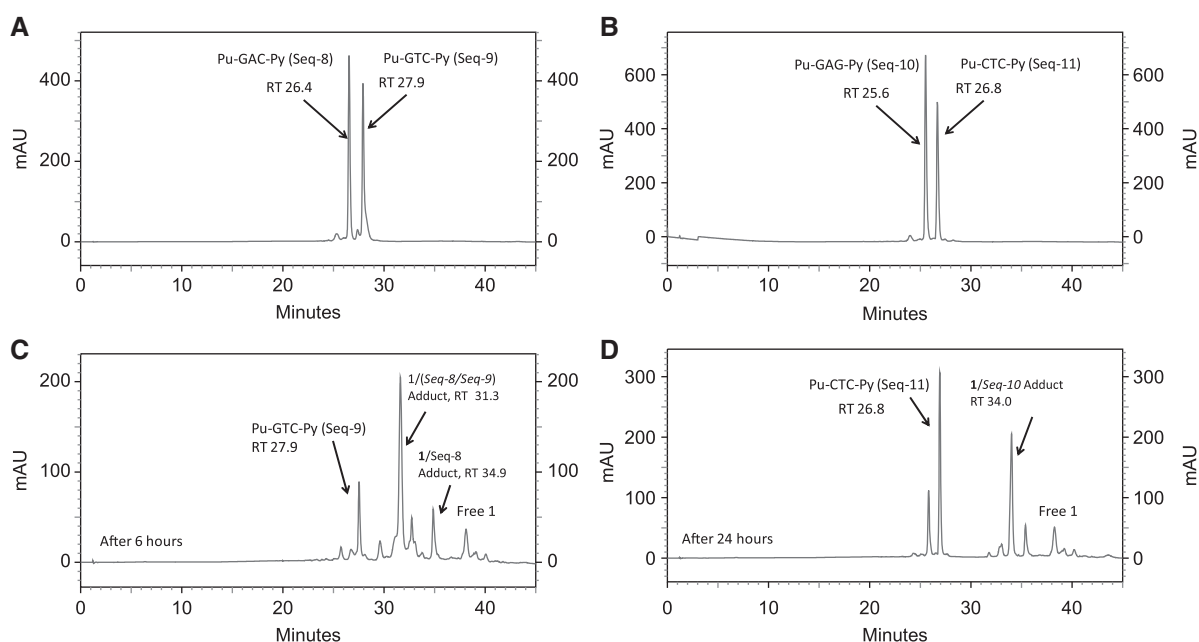 A
Pu-GAC-Py (Seq-8)
RT 26.4
Pu-GTC-Py (Seq-9)
RT 27.9
400
200
0
mAU
400
200
0
0
10
20
30
40
Minutes
B
Pu-GAG-Py (Seq-10)
RT 25.6
Pu-CTC-Py (Seq-11)
RT 26.8
600
400
200
0
mAU
600
400
200
0
mAU
0
10
20
30
40
Minutes
C
1/(Seq-8/Seq-9)
Adduct, RT 31.3
Pu-GTC-Py (Seq-9)
RT 27.9
1/Seq-8
Adduct, RT 34.9
Free 1
After 6 hours
200
100
0
mAU
200
100
0
0
10
20
30
40
Minutes
D
Pu-CTC-Py (Seq-11)
RT 26.8
1/Seq-10 Adduct
RT 34.0
Free 1
After 24 hours
300
200
100
0
mAU
300
200
100
0
mAU
0
10
20
30
40
Minutes